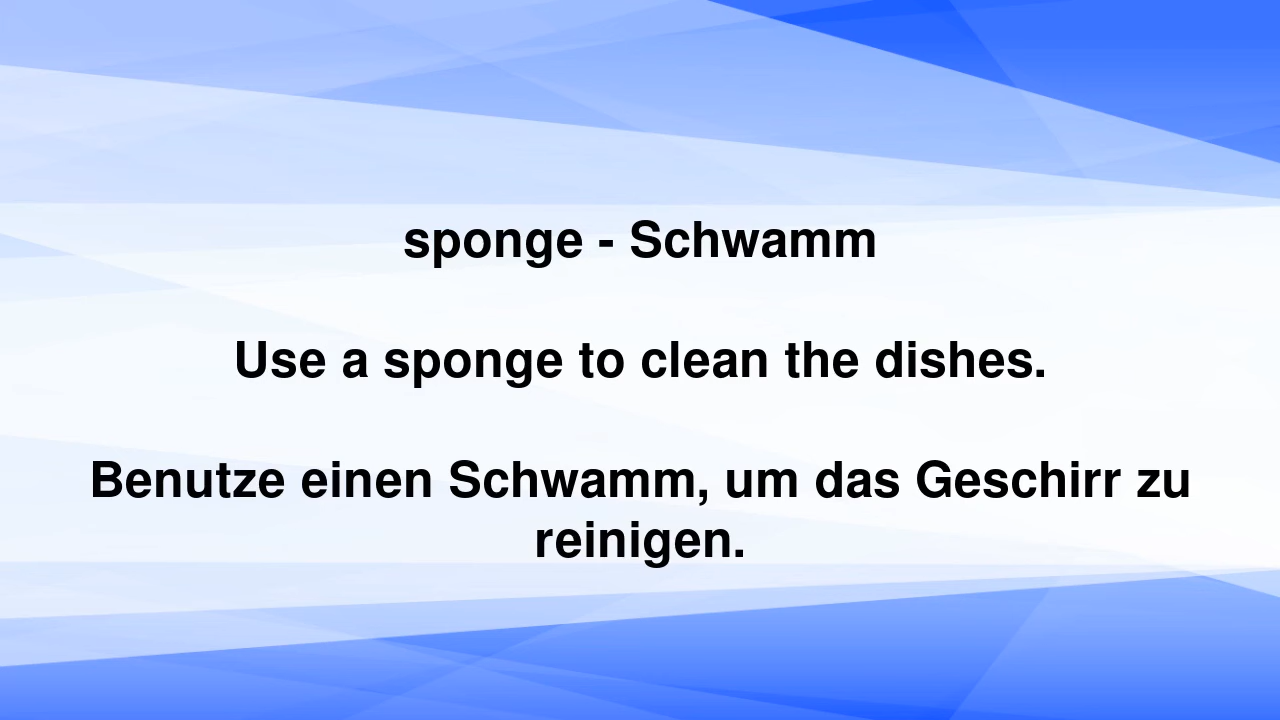 sponge - Schwamm
Use a sponge to clean the dishes.
Benutze einen Schwamm, um das Geschirr zu
reinigen.